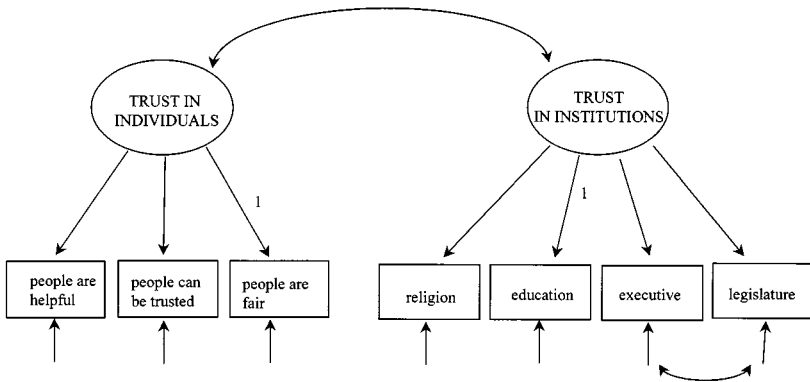 TRUST IN
INDIVIDUALS
TRUST
IN INSTITUTIONS
1
1
people are
helpful
people can
be trusted
people are
fair
religion
education
executive
legislature